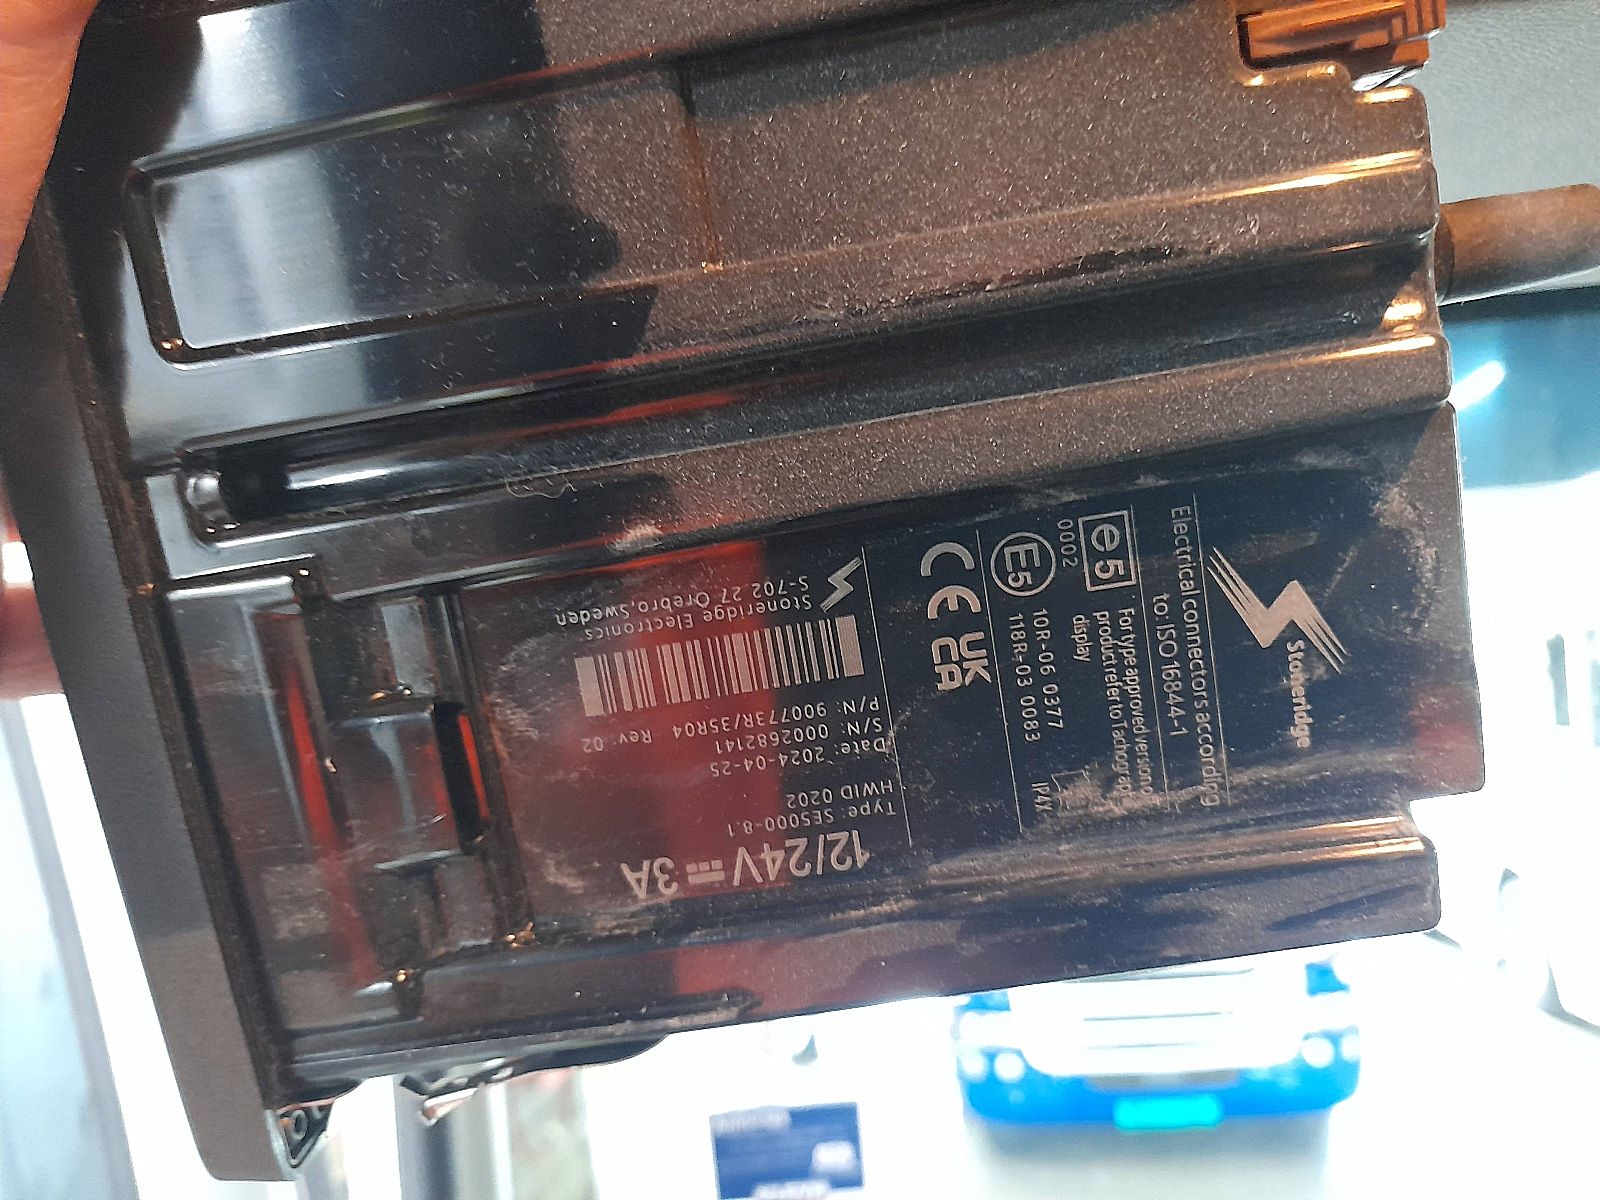 Stoneridge
Electrical connectors according
to: ISO 16844-1
e5
0002
For type approved version of
product refer to Tachograph
display
E5
10R-06 0377
118R-03 0083
CE
UK
CA
12/24V 3A
Type: SE5000-8.1
HWID 0202
Date: 2024-04-25
S/N: 0002682141
P/N: 900773R/35R04 Rev: 02
Stoneridge Electronics
S-702 27 Örebro, Sweden